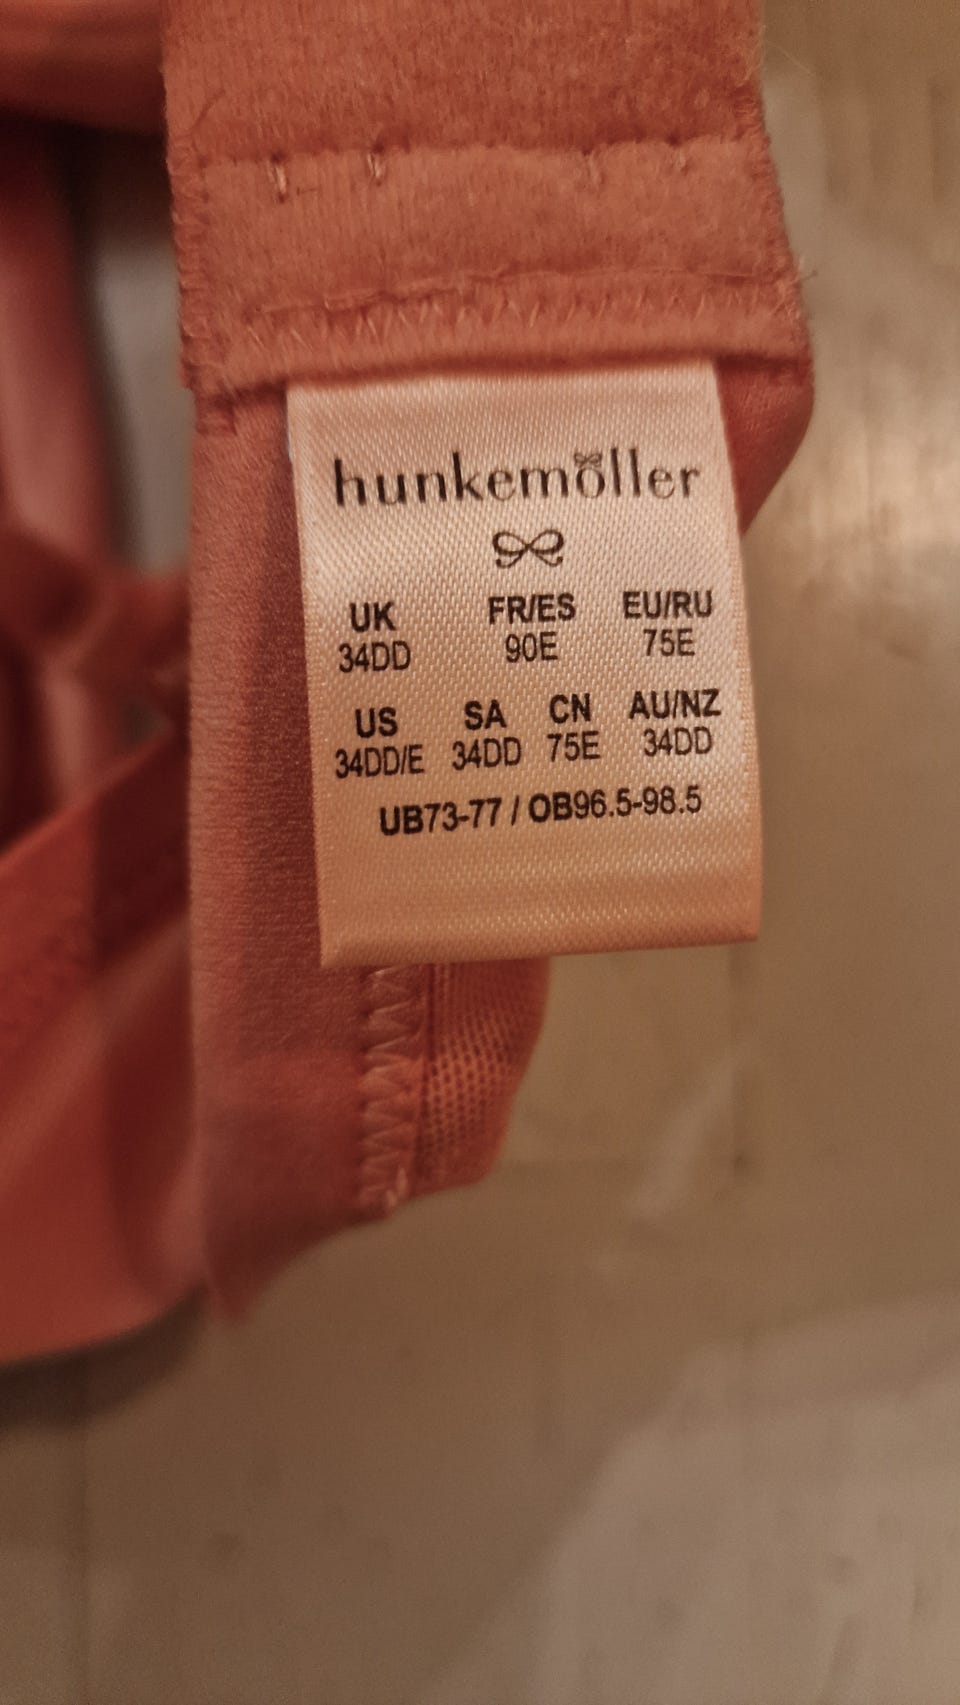 hunkemöller
UK FR/ES EU/RU
34DD 90E 75E
US SA CN AU/NZ
34DD/E 34DD 75E 34DD
UB73-77 / OB96.5-98.5